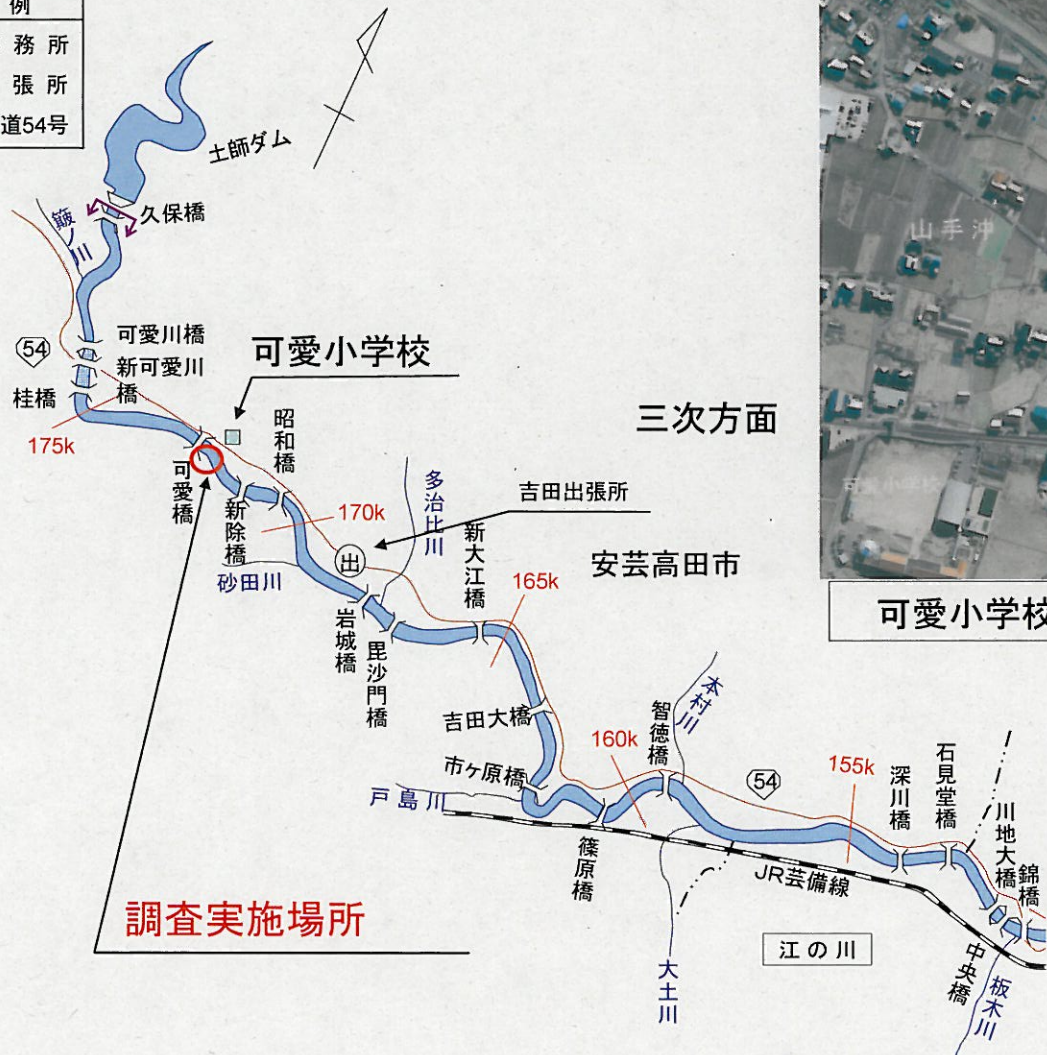 例
務所
張所
道54号
土師ダム
久保橋
簸ノ川
54
可愛川橋
新可愛川橋
桂橋
175k
可愛小学校
昭和橋
可愛橋
新除橋
170k
砂田川
出
多治比川
吉田出張所
三次方面
安芸高田市
新大江橋
165k
岩城橋
毘沙門橋
吉田大橋
市ヶ原橋
戸島川
160k
智徳橋
本村川
54
155k
深川橋
石見堂橋
川地大橋
錦橋
篠原橋
JR芸備線
江の川
大土川
中央橋
板木川
調査実施場所
山手沖
可愛小学校
可愛小学校